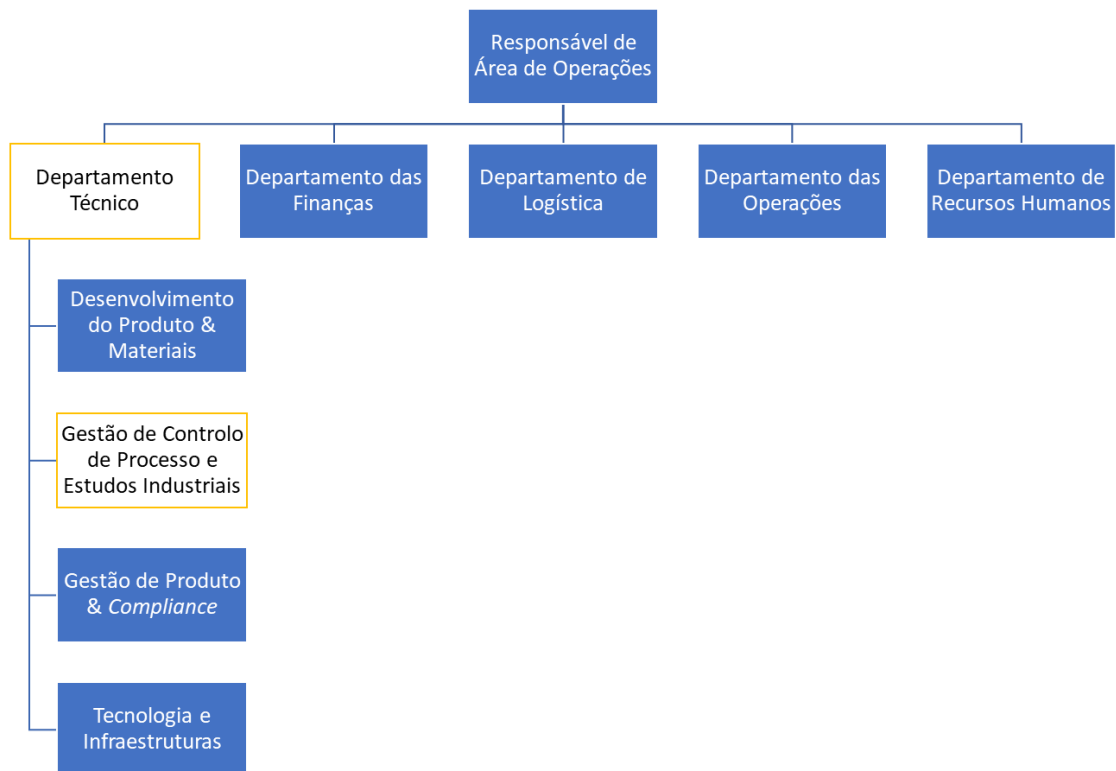 Responsável de
Área de Operações
Departamento
Técnico
Departamento das
Finanças
Departamento de
Logística
Departamento das
Operações
Departamento de
Recursos Humanos
Desenvolvimento
do Produto &
Materiais
Gestão de Controlo
de Processo e
Estudos Industriais
Gestão de Produto
& Compliance
Tecnologia e
Infraestruturas